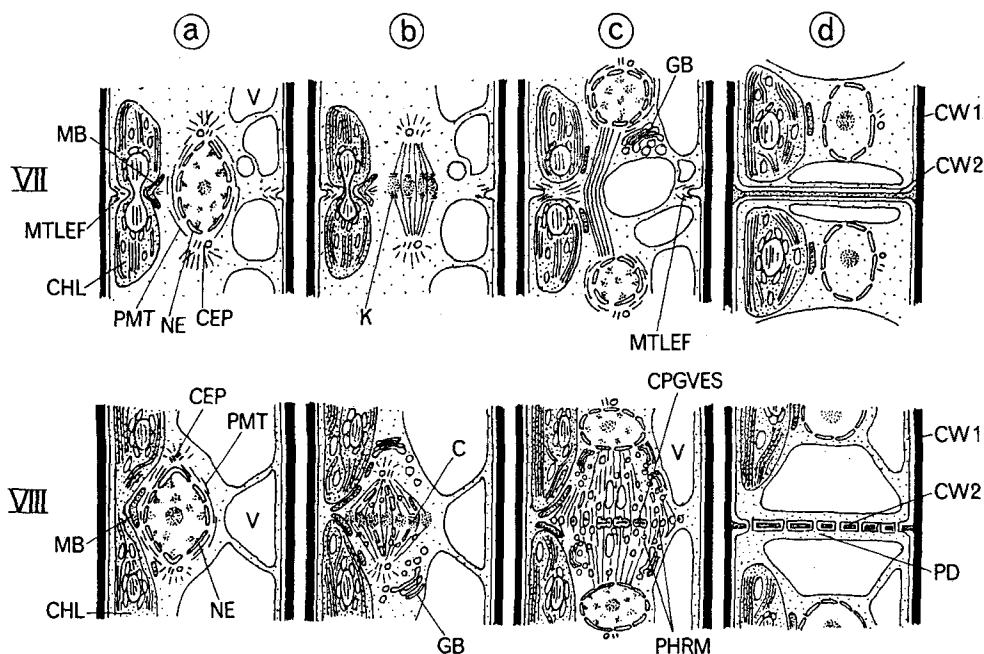 a b c d
GB
V
MB
CW1
VII
CW2
MTLEF
CHL
PMT NE CEP
K
MTLEF
CPGVES
CEP
PMT
C
V
CW1
VIII
V
CW2
MB
PD
CHL
NE
GB
PHRM